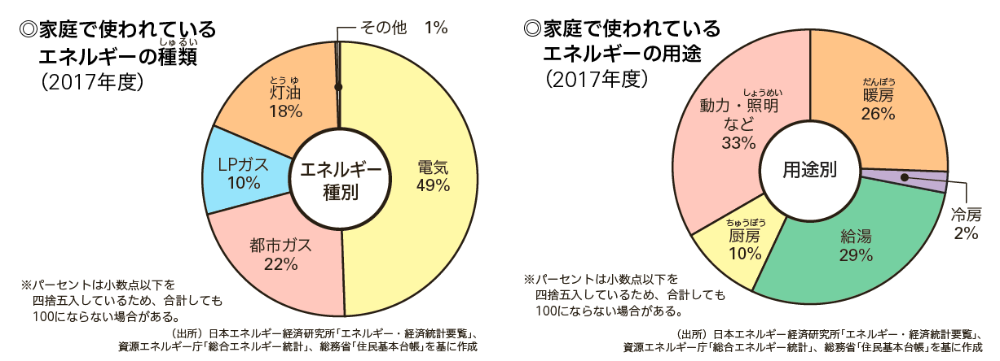 ◎家庭で使われている
エネルギーの種類
しゅるい
（2017年度）
その他 1%
電気
49%
都市ガス
22%
LPガス
10%
とう ゆ
灯油
18%
エネルギー
種別
※パーセントは小数点以下を
四捨五入しているため、合計しても
100にならない場合がある。
（出所）日本エネルギー経済研究所「エネルギー・経済統計要覧」、
資源エネルギー庁「総合エネルギー統計」、総務省「住民基本台帳」を基に作成
◎家庭で使われている
エネルギーの用途
（2017年度）
だんぼう
暖房
26%
冷房
2%
給湯
29%
ちゅうぼう
厨房
10%
しょうめい
動力・照明
など
33%
用途別
※パーセントは小数点以下を
四捨五入しているため、合計しても
100にならない場合がある。
（出所）日本エネルギー経済研究所「エネルギー・経済統計要覧」、
資源エネルギー庁「総合エネルギー統計」、総務省「住民基本台帳」を基に作成